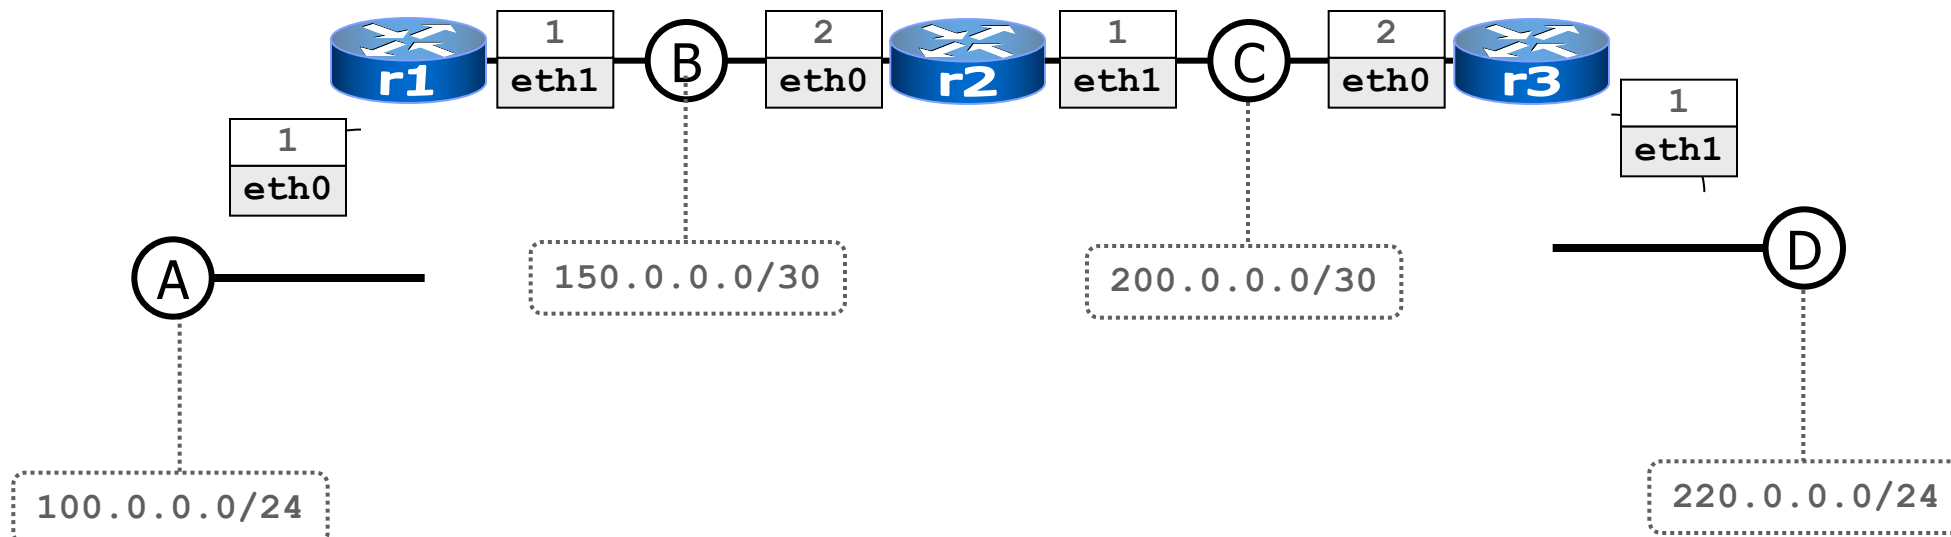 r1
1
eth1
B
2
eth0
r2
1
eth1
C
2
eth0
r3
1
eth0
1
eth1
A
150.0.0.0/30
200.0.0.0/30
D
100.0.0.0/24
220.0.0.0/24